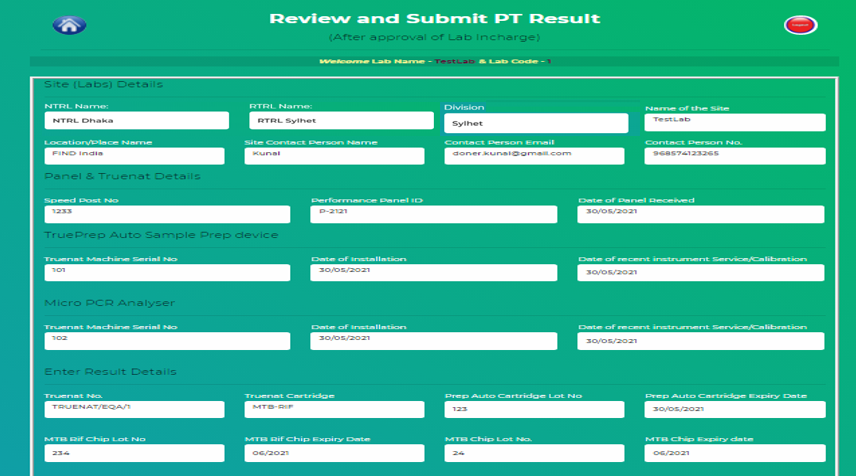 Review and Submit PT Result
(After approval of Lab Incharge)
Welcome Lab Name - TestLab & Lab Code - 1
Site (Labs) Details
NTRL Name: RTRL Name: Division Name of the Site
NTRL Dhaka RTRL Sylhet Sylhet TestLab
Location/Place Name Site Contact Person Name Contact Person Email Contact Person No.
FIND India Kunal doner.kunal@gmail.com 968574123265
Panel & Truenat Details
Speed Post No Performance Panel ID Date of Panel Received
1233 P-2121 30/05/2021
TruePrep Auto Sample Prep device
Truenat Machine Serial No Date of Installation Date of recent instrument Service/Calibration
101 30/05/2021 30/05/2021
Micro PCR Analyser
Truenat Machine Serial No Date of Installation Date of recent instrument Service/Calibration
102 30/05/2021 30/05/2021
Enter Result Details
Truenat No. Truenat Cartridge Prep Auto Cartridge Lot No Prep Auto Cartridge Expiry Date
TRUENAT/EQA/1 MTB-RIF 123 30/05/2021
MTB Rif Chip Lot No MTB Rif Chip Expiry Date MTB Chip Lot No. MTB Chip Expiry date
234 06/2021 24 06/2021